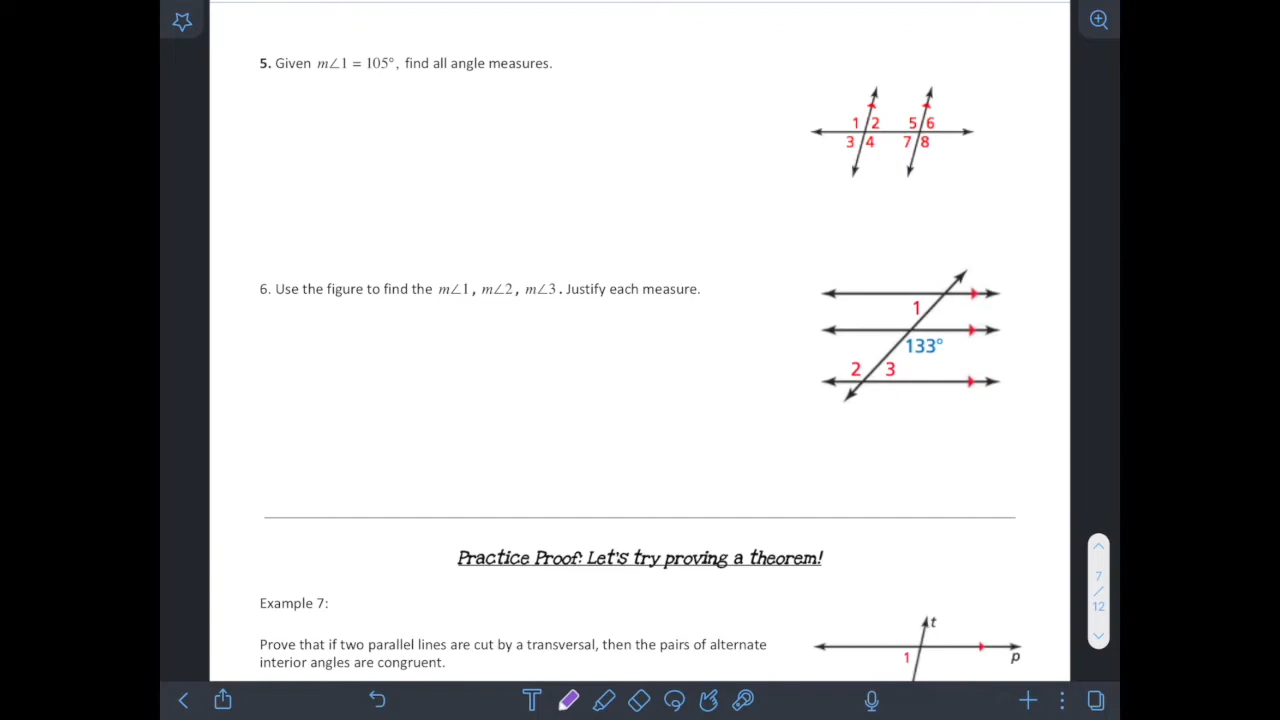 5. Given m∠1 = 105°, find all angle measures.
1 2 5 6
3 4 7 8
6. Use the figure to find the m∠1, m∠2, m∠3. Justify each measure.
1
133°
2 3
Practice Proof: Let's try proving a theorem!
Example 7:
t
Prove that if two parallel lines are cut by a transversal, then the pairs of alternate
interior angles are congruent.
1
p
7
/
12
T